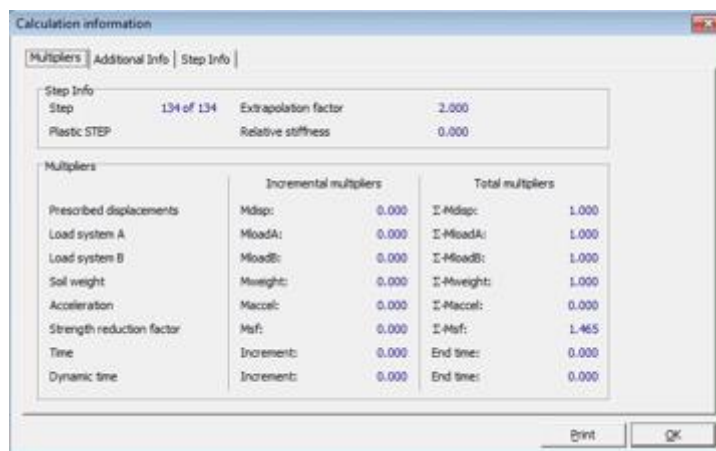 Calculation information
Multipliers Additional Info Step Info
Step Info
Step 134 of 134 Extrapolation factor 2.000
Plastic STEP Relative stiffness 0.000
Multipliers
Incremental multipliers Total multipliers
Prescribed displacements Mdisp: 0.000 Σ-Mdisp: 1.000
Load system A MloadA: 0.000 Σ-MloadA: 1.000
Load system B MloadB: 0.000 Σ-MloadB: 1.000
Soil weight Mweight: 0.000 Σ-Mweight: 1.000
Acceleration Maccel: 0.000 Σ-Maccel: 0.000
Strength reduction factor Msf: 0.000 Σ-Msf: 1.465
Time Increment: 0.000 End time: 0.000
Dynamic time Increment: 0.000 End time: 0.000
Print OK